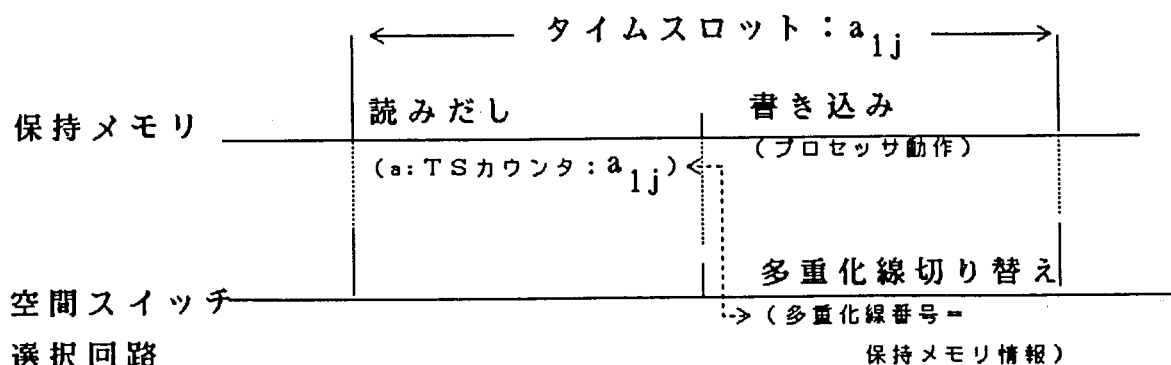 タイムスロット：a1j
読みだし
書き込み
保持メモリ
(プロセッサ動作)
(a:TSカウンタ:a1j)
多重化線切り替え
空間スイッチ
(多重化線番号=
選択回路
保持メモリ情報)